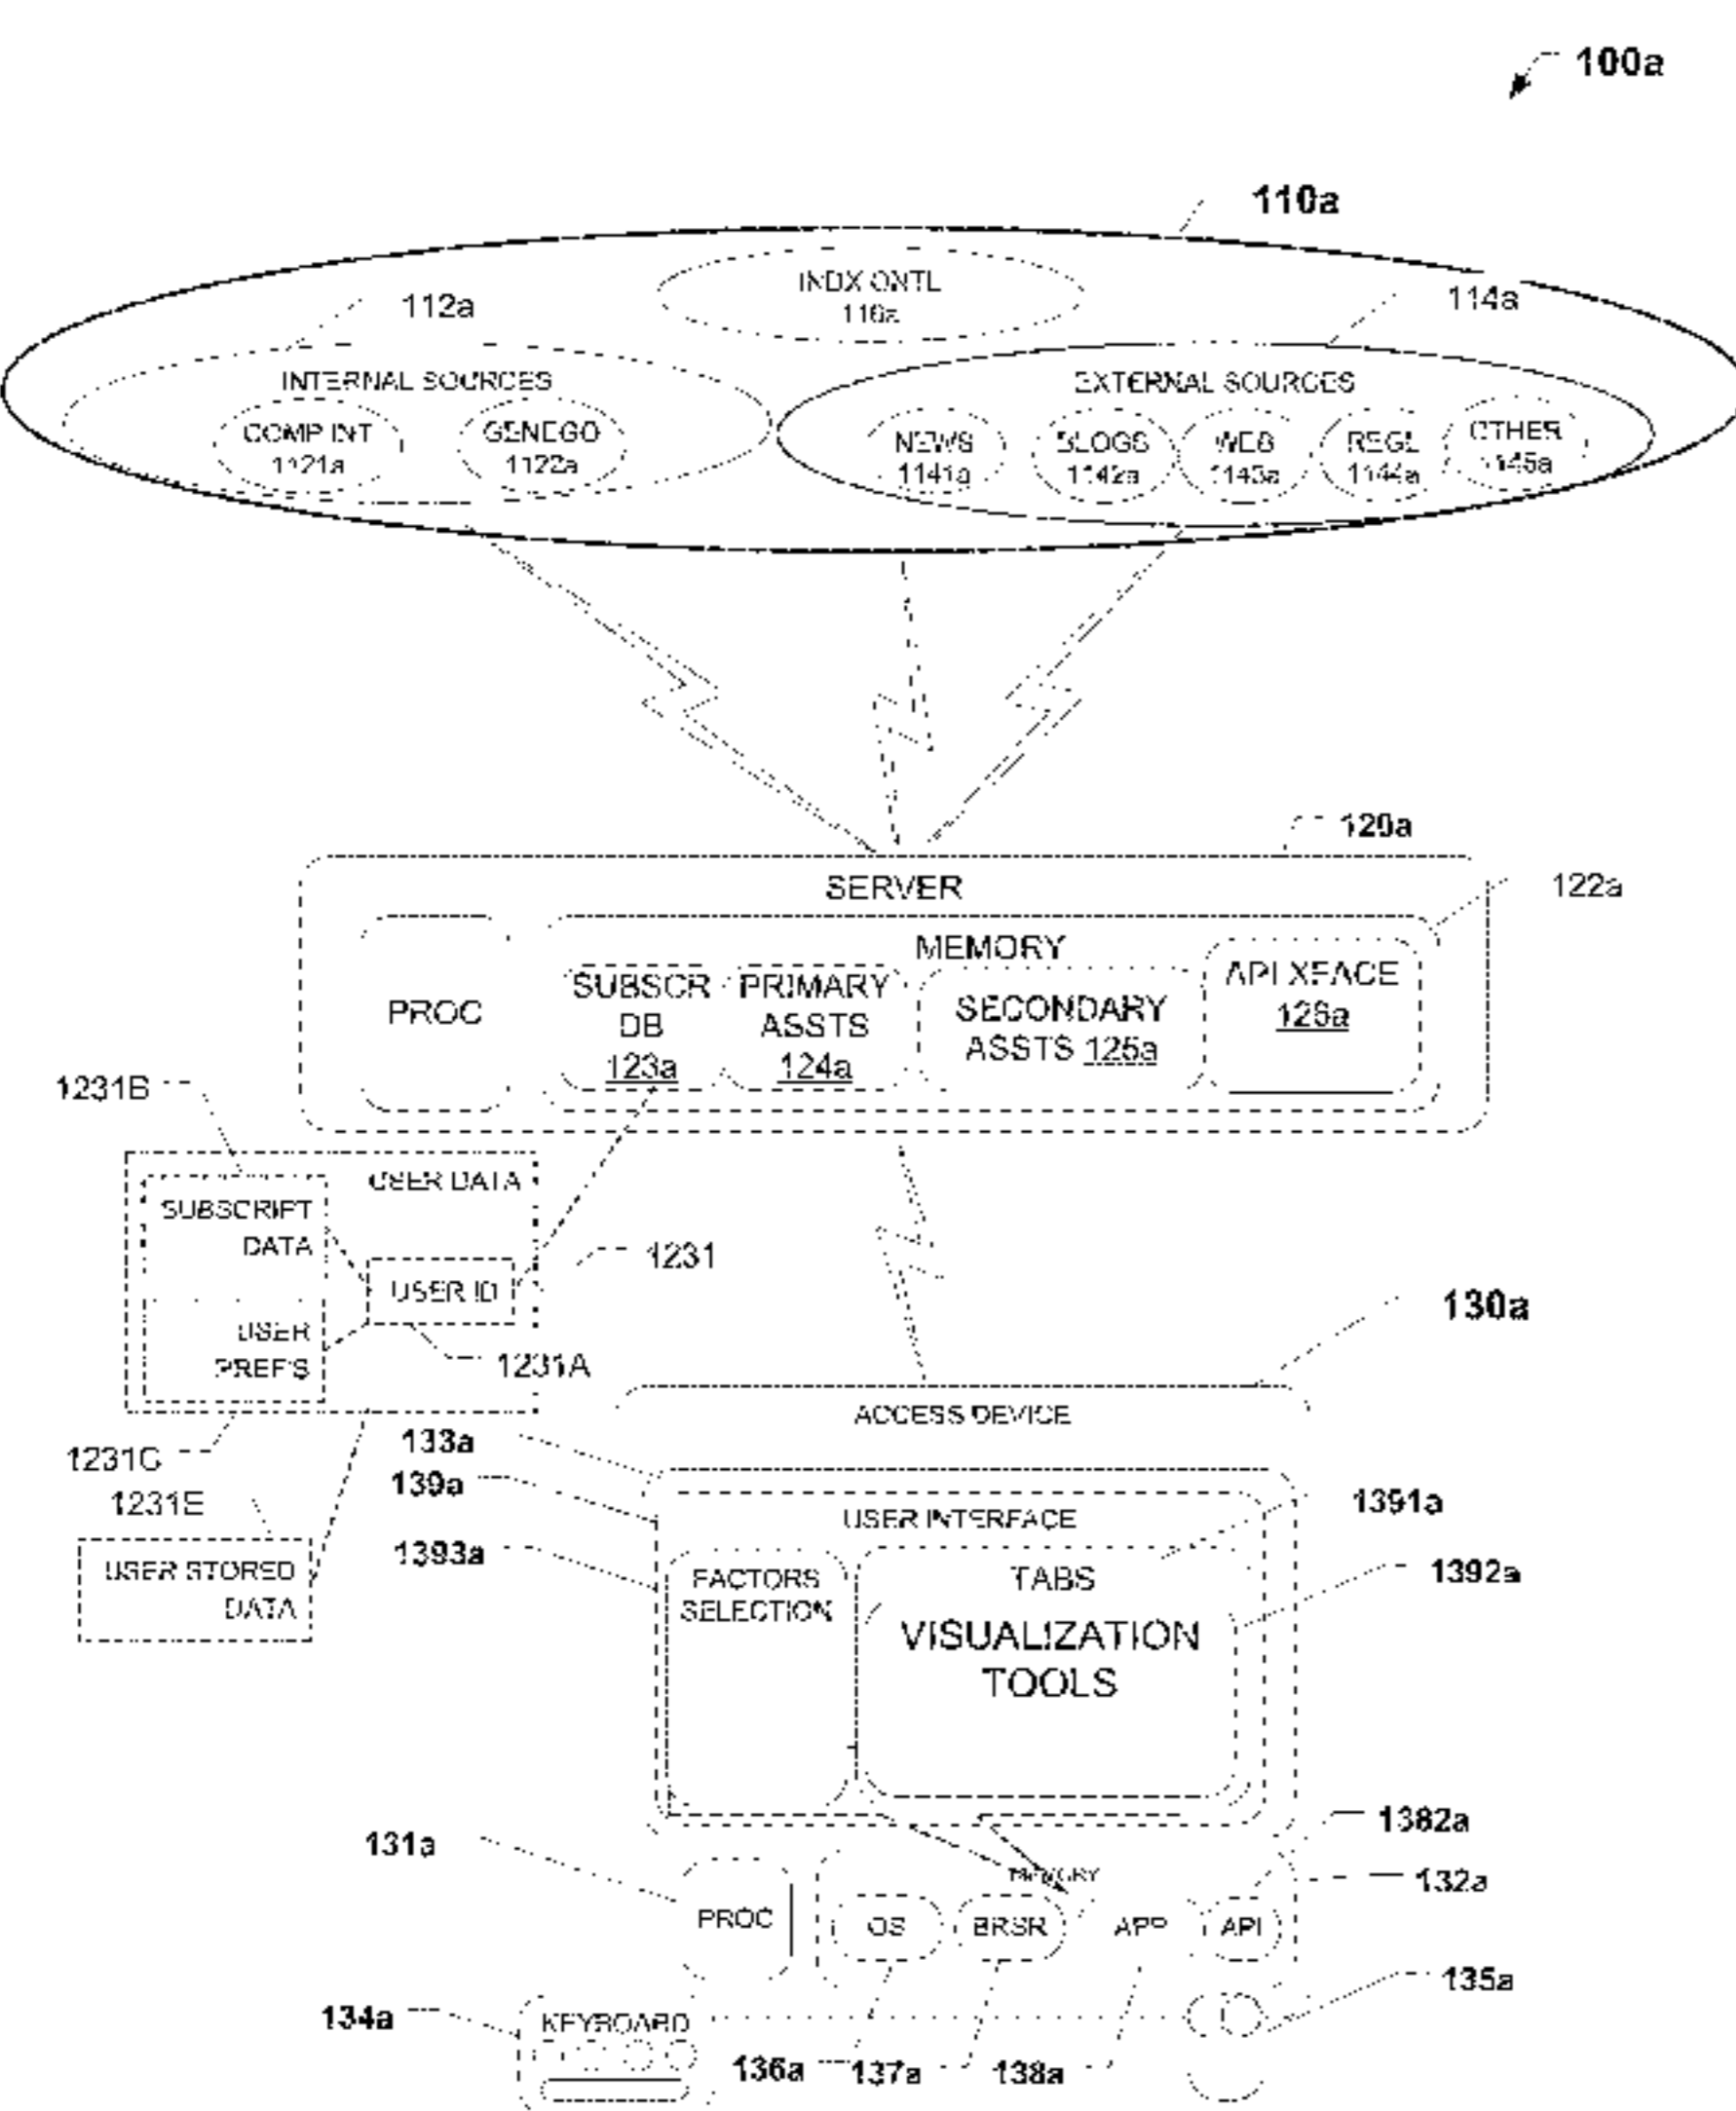 100a
110a
INDX CNTL
116a
112a
114a
INTERNAL SOURCES
EXTERNAL SOURCES
COMP INT
1121a
GENEGO
1122a
NEWS
1141a
BLOGS
1142a
WEB
1143a
REGL
1144a
OTHER
1145a
120a
SERVER
122a
MEMORY
PROC
SUBSCR
DB
123a
PRIMARY
ASSTS
124a
SECONDARY
ASSTS 125a
API XFACE
126a
1231B
USER DATA
SUBSCRIPT
DATA
1231
USER ID
USER
PREF'S
1231A
130a
ACCESS DEVICE
133a
1231C
139a
1231E
1391a
USER INTERFACE
1393a
1392a
USER STORED
DATA
FACTORS
SELECTION
TABS
VISUALIZATION
TOOLS
1382a
131a
MEMORY
132a
PROC
OS
BRSR
APP
API
135a
134a
KEYBOARD
136a
137a
138a